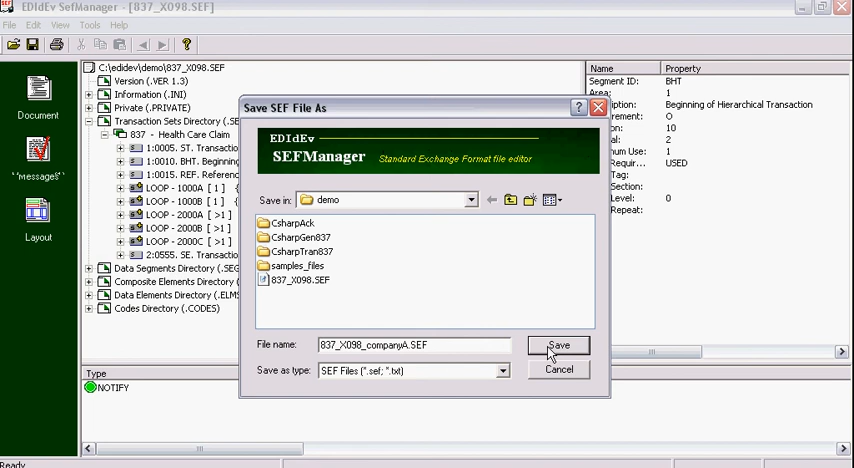 EDIdEv SefManager - [837_X098.SEF]
File Edit View Tools Help
C:\edidev\demo\837_X098.SEF
Version (.VER 1.3)
Information (.INI)
Private (.PRIVATE)
Transaction Sets Directory (.SE
837 - Health Care Claim
1:0005. ST. Transactio
1:0010. BHT. Beginning
1:0015. REF. Reference
LOOP - 1000A [ 1 ] {
LOOP - 1000B [ 1 ] {
LOOP - 2000A [ >1 ]
LOOP - 2000B [ >1 ]
LOOP - 2000C [ >1 ]
2:0555. SE. Transactio
Data Segments Directory (.SEG
Composite Elements Directory (
Data Elements Directory (.ELMS
Codes Directory (.CODES)
Document
"message"
Layout
Save SEF File As
EDIdEv
SEFManager Standard Exchange Format file editor
Save in: demo
CsharpAck
CsharpGen837
CsharpTran837
samples_files
837_X098.SEF
File name: 837_X098_companyA.SEF
Save
Save as type: SEF Files (*.sef; *.txt)
Cancel
Name Property
Segment ID: BHT
Area: 1
ription: Beginning of Hierarchical Transaction
irement: O
on: 10
al: 2
num Use: 1
Requir... USED
Tag:
Section:
Level: 0
Repeat:
Type
NOTIFY
Ready